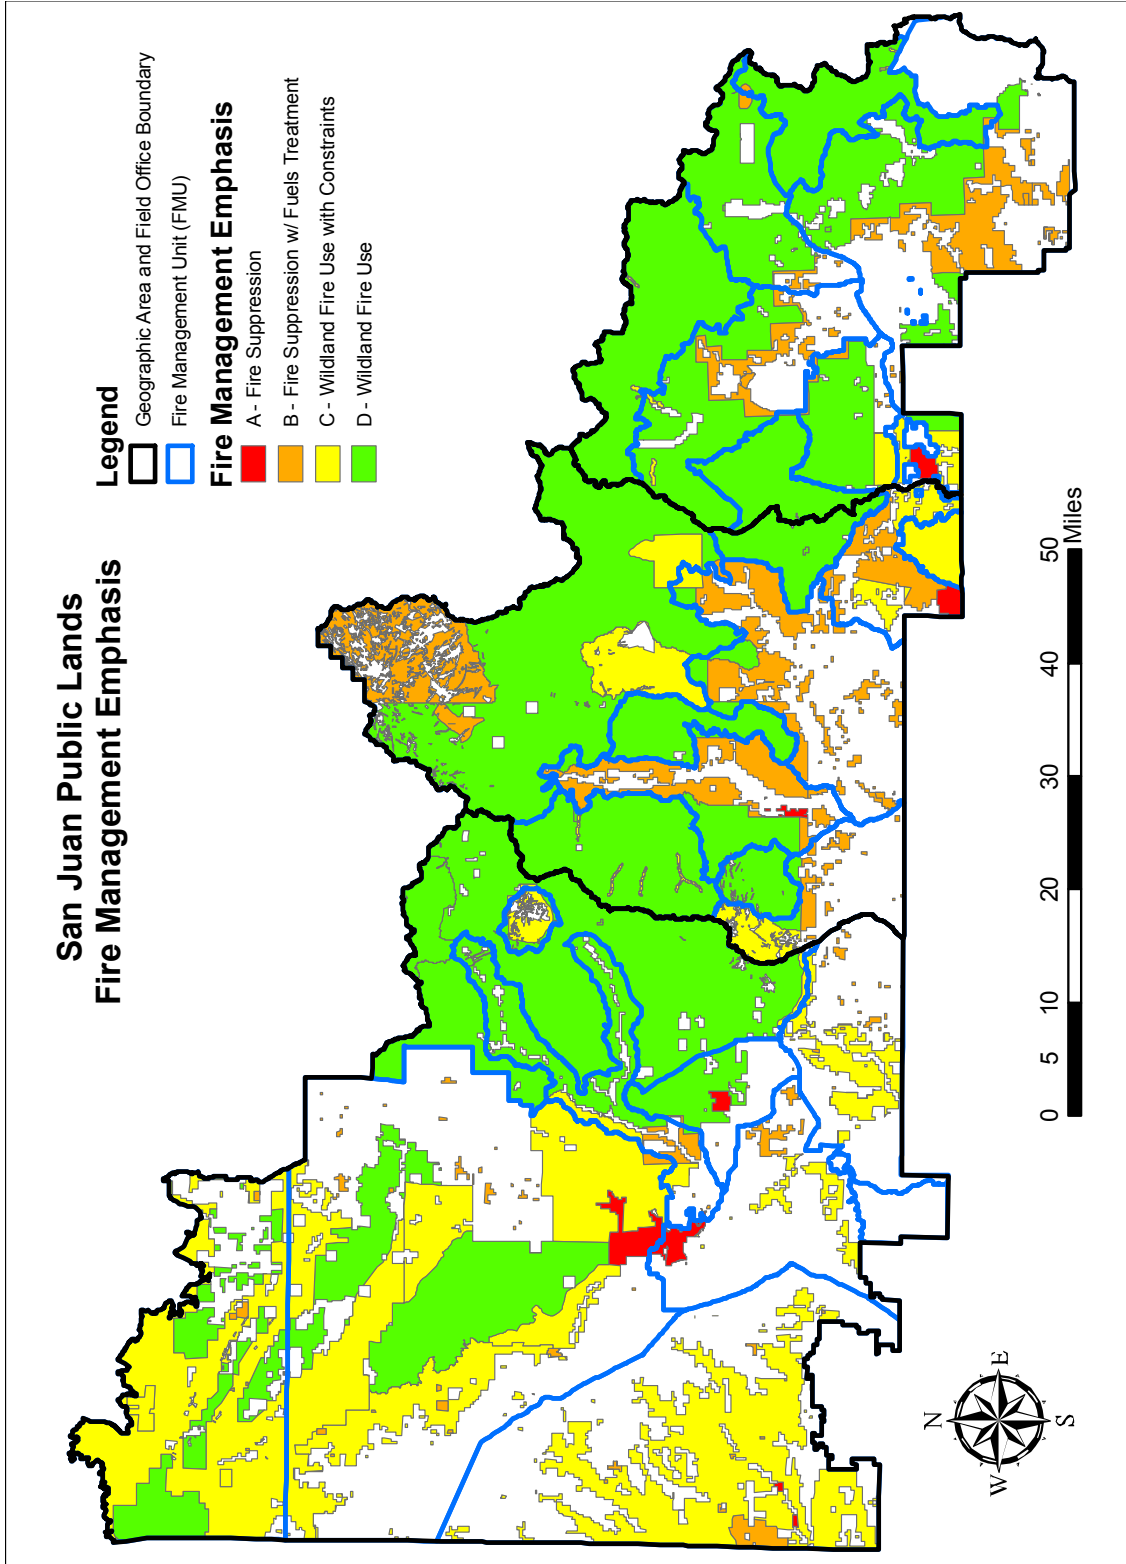 San Juan Public Lands
Fire Management Emphasis
Legend
Geographic Area and Field Office Boundary
Fire Management Unit (FMU)
Fire Management Emphasis
A - Fire Suppression
B - Fire Suppression w/ Fuels Treatment
C - Wildland Fire Use with Constraints
D - Wildland Fire Use
N
W
E
S
0 5 10 20 30 40 50
Miles